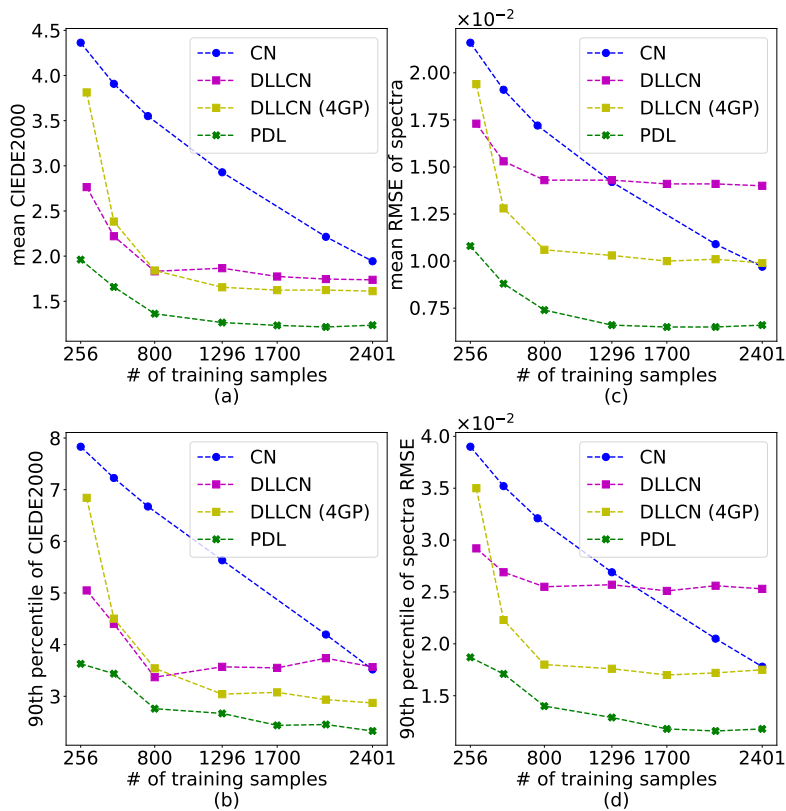 mean CIEDE2000
4.5
4.0
3.5
3.0
2.5
2.0
1.5
CN
DLLCN
DLLCN (4GP)
PDL
256 800 1296 1700 2401
# of training samples
(a)
×10−2
mean RMSE of spectra
2.00
1.75
1.50
1.25
1.00
0.75
CN
DLLCN
DLLCN (4GP)
PDL
256 800 1296 1700 2401
# of training samples
(c)
90th percentile of CIEDE2000
8
7
6
5
4
3
CN
DLLCN
DLLCN (4GP)
PDL
256 800 1296 1700 2401
# of training samples
(b)
×10−2
90th percentile of spectra RMSE
4.0
3.5
3.0
2.5
2.0
1.5
CN
DLLCN
DLLCN (4GP)
PDL
256 800 1296 1700 2401
# of training samples
(d)